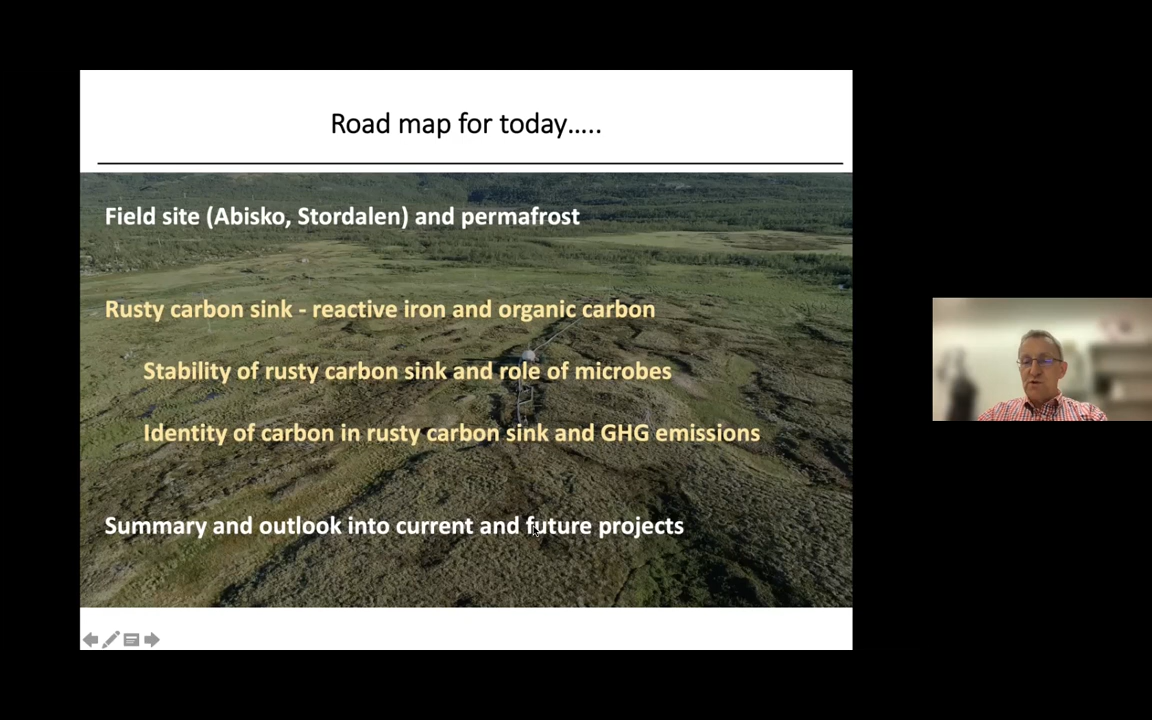 Road map for today…..
Field site (Abisko, Stordalen) and permafrost
Rusty carbon sink - reactive iron and organic carbon
Stability of rusty carbon sink and role of microbes
Identity of carbon in rusty carbon sink and GHG emissions
Summary and outlook into current and future projects